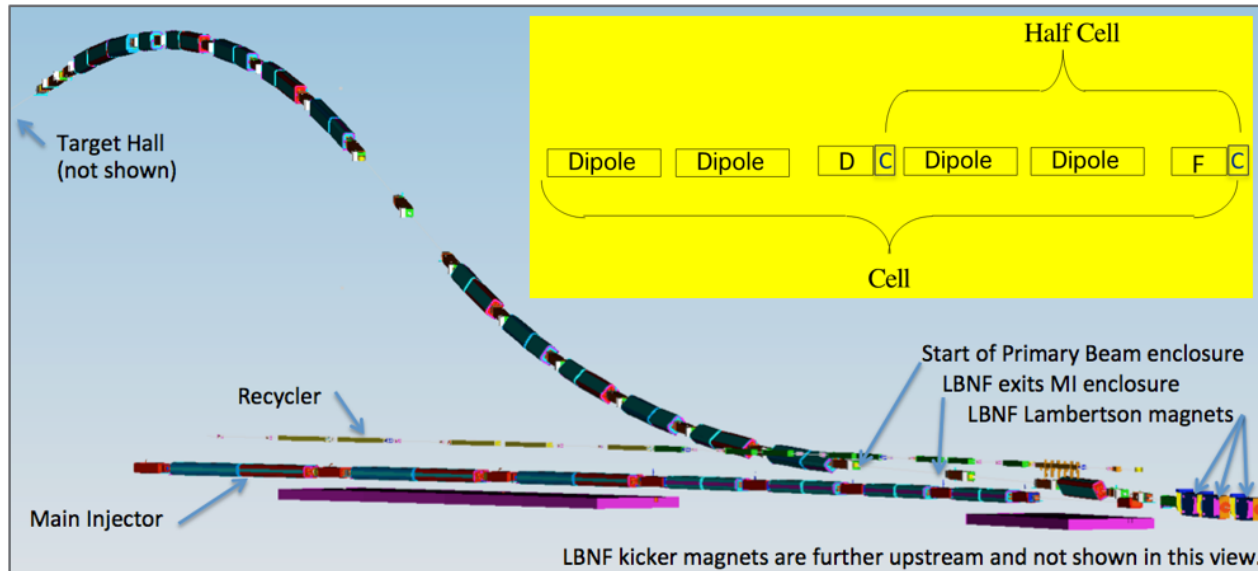 Half Cell
Dipole Dipole D C Dipole Dipole F C
Cell
Target Hall
(not shown)
Start of Primary Beam enclosure
LBNF exits MI enclosure
LBNF Lambertson magnets
Recycler
Main Injector
LBNF kicker magnets are further upstream and not shown in this view.